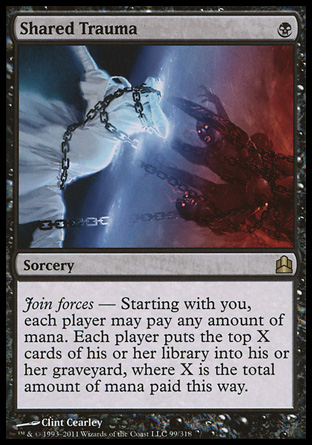 Shared Trauma
Sorcery
Join forces — Starting with you,
each player may pay any amount of
mana. Each player puts the top X
cards of his or her library into his or
her graveyard, where X is the total
amount of mana paid this way.
Clint Cearley
™ & © 1993-2011 Wizards of the Coast LLC 99/318